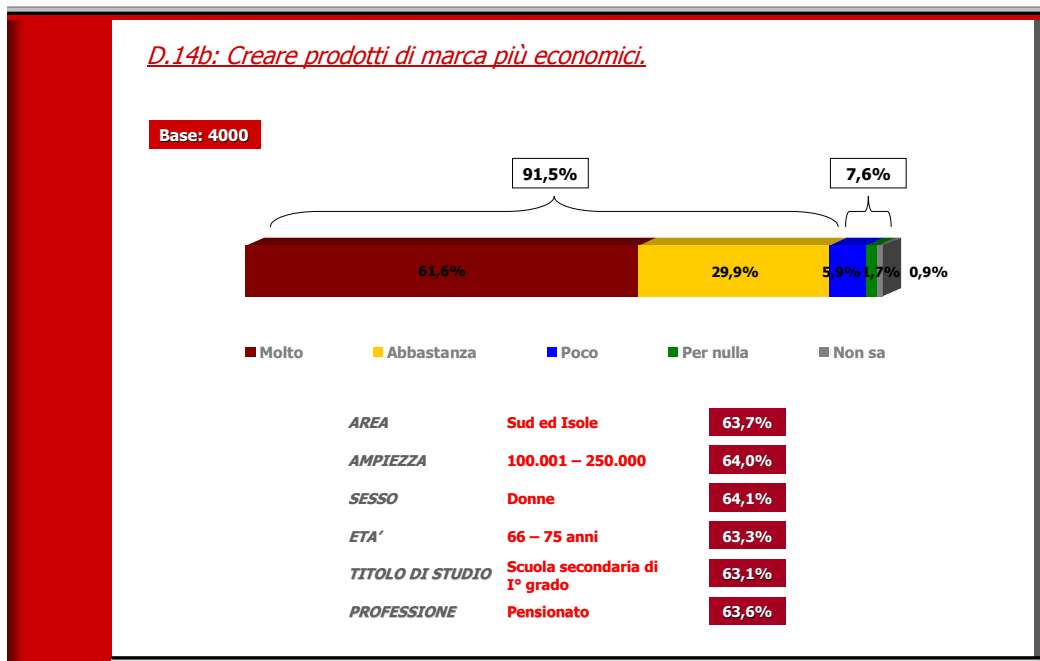 D.14b: Creare prodotti di marca più economici.
Base: 4000
91,5% 7,6%
61,6% 29,9% 5,9% 1,7% 0,9%
Molto Abbastanza Poco Per nulla Non sa
AREA Sud ed Isole 63,7%
AMPIEZZA 100.001 – 250.000 64,0%
SESSO Donne 64,1%
ETA’ 66 – 75 anni 63,3%
TITOLO DI STUDIO Scuola secondaria di
I° grado 63,1%
PROFESSIONE Pensionato 63,6%